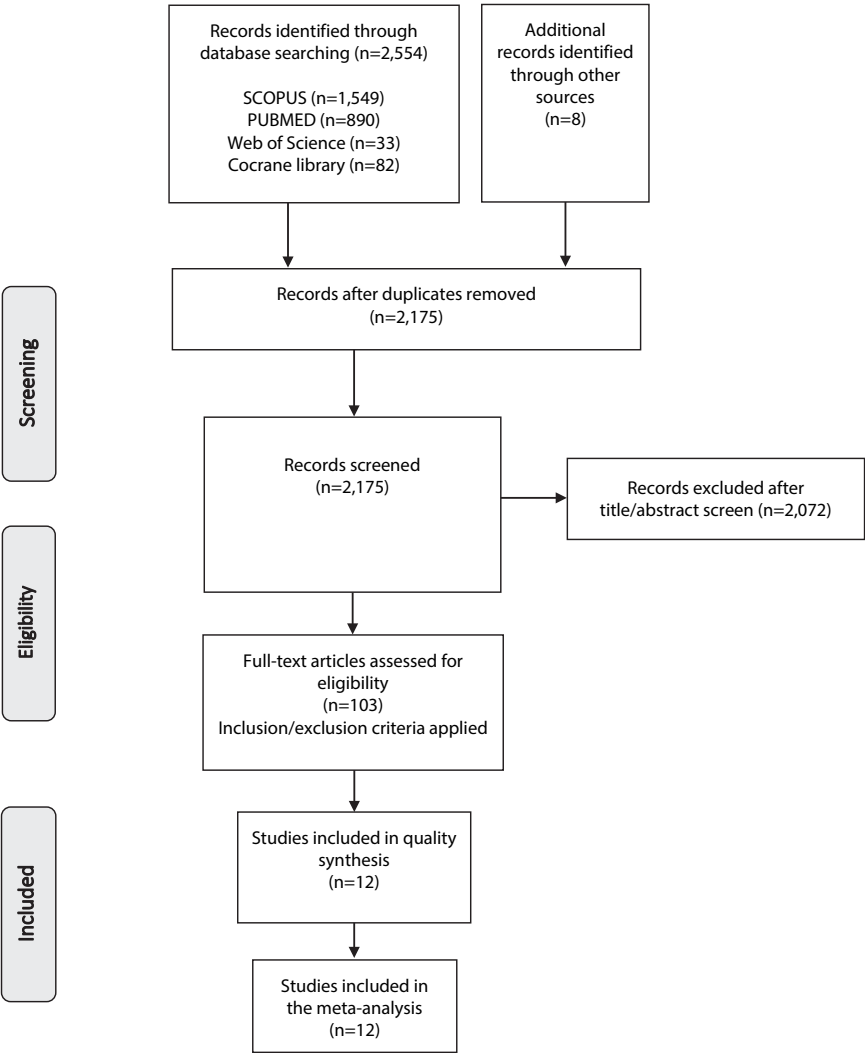 Records identified through
database searching (n=2,554)
SCOPUS (n=1,549)
PUBMED (n=890)
Web of Science (n=33)
Cocrane library (n=82)
Additional
records identified
through other
sources
(n=8)
Records after duplicates removed
(n=2,175)
Screening
Records screened
(n=2,175)
Records excluded after
title/abstract screen (n=2,072)
Eligibility
Full-text articles assessed for
eligibility
(n=103)
Inclusion/exclusion criteria applied
Included
Studies included in quality
synthesis
(n=12)
Studies included in
the meta-analysis
(n=12)